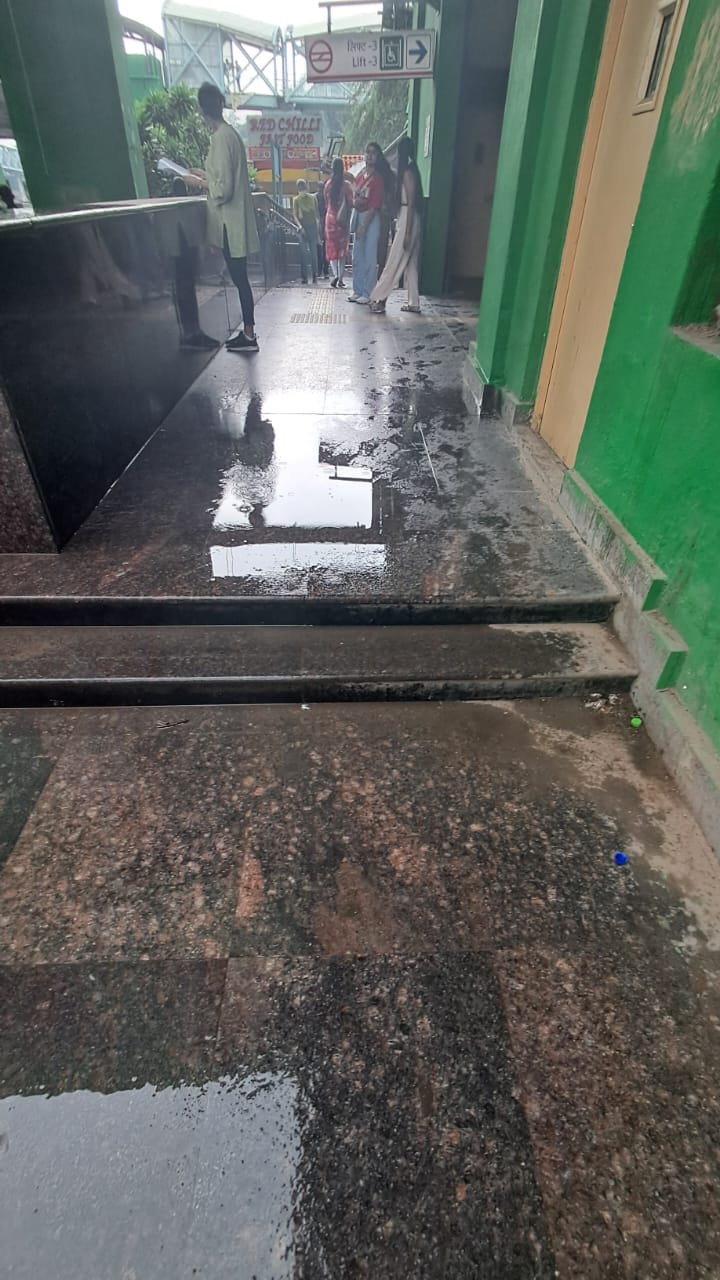 लिफ्ट-3
Lift-3
RED CHILLI
FAST FOOD